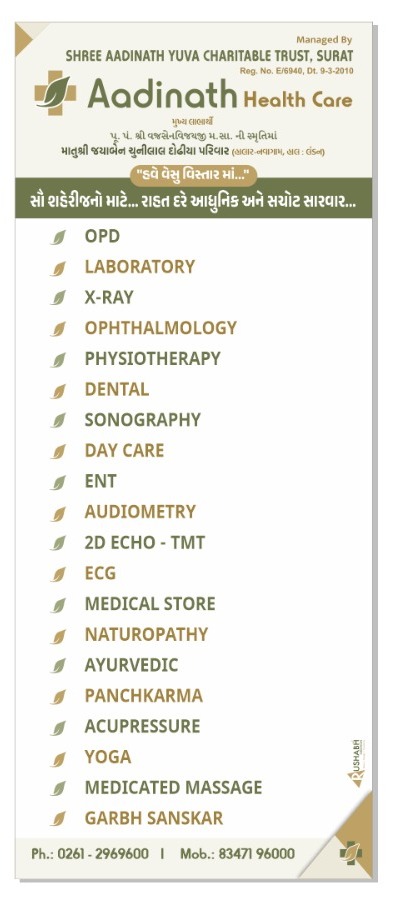 Managed By
SHREE AADINATH YUVA CHARITABLE TRUST, SURAT
Reg. No. E/6940, Dt. 9-3-2010
Aadinath Health Care
મુખ્ય લાભાર્થી
પૂ. પં. શ્રી વજસેનવિજયજી મ.સા. ની સ્મૃતિમાં
માતુશ્રી જયાબેન ચુનીલાલ દોઢીયા પરિવાર (હાલાર-નવાગામ, હાલ : લંડન)
"હવે વેસુ વિસ્તાર માં..."
સૌ શહેરીજનો માટે... રાહત દરે આધુનિક અને સચોટ સારવાર...
OPD
LABORATORY
X-RAY
OPHTHALMOLOGY
PHYSIOTHERAPY
DENTAL
SONOGRAPHY
DAY CARE
ENT
AUDIOMETRY
2D ECHO - TMT
ECG
MEDICAL STORE
NATUROPATHY
AYURVEDIC
PANCHKARMA
ACUPRESSURE
YOGA
MEDICATED MASSAGE
GARBH SANSKAR
RUSHABH
Ph.: 0261 - 2969600 | Mob.: 83471 96000